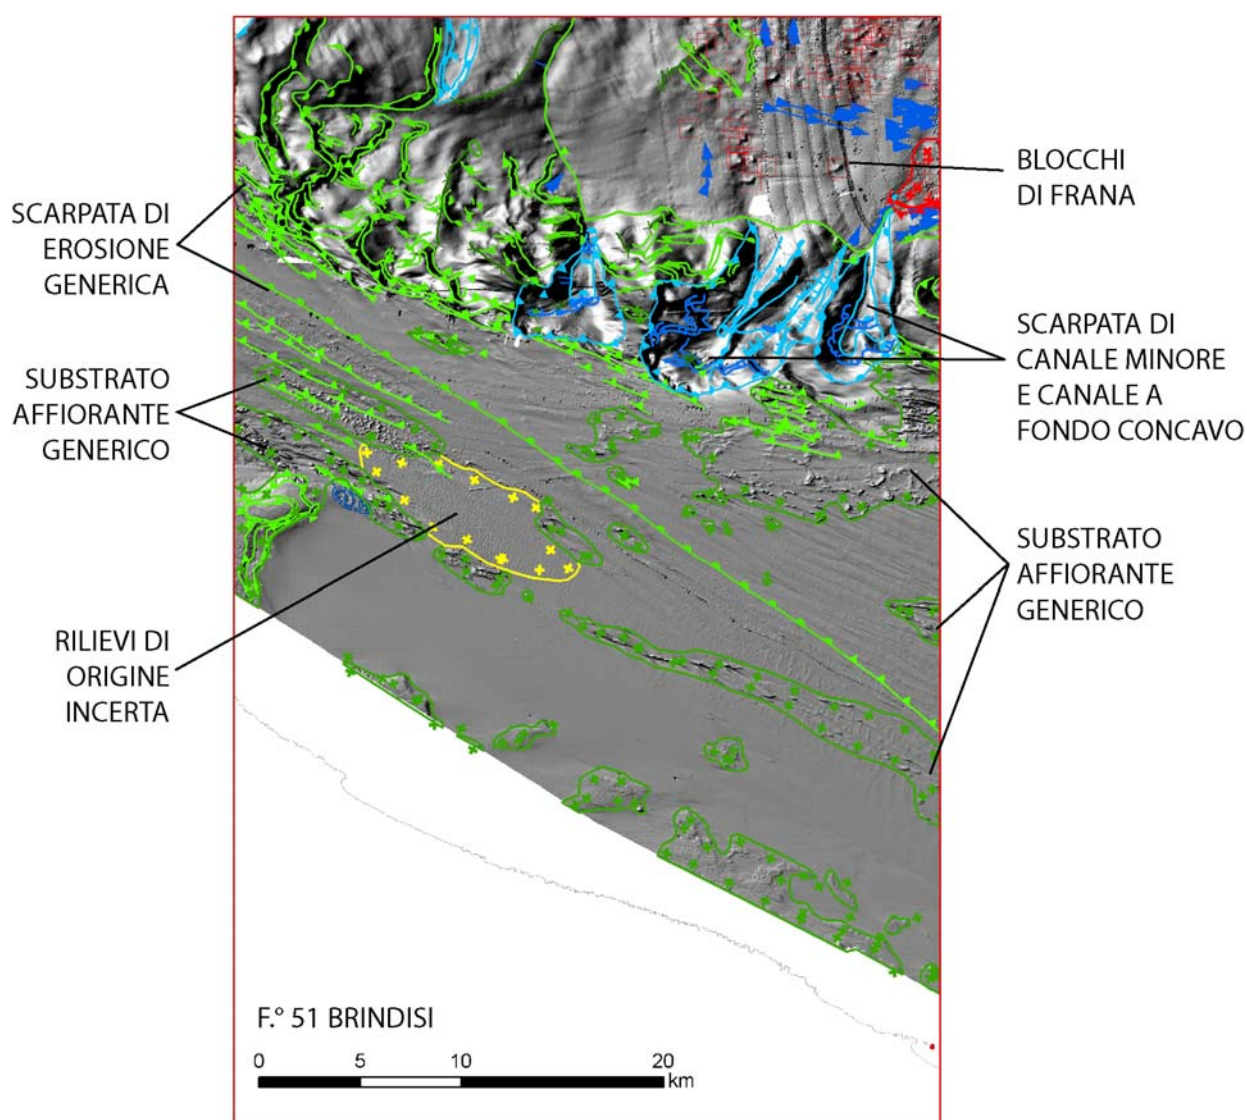 SCARPATA DI
EROSIONE
GENERICA
SUBSTRATO
AFFIORANTE
GENERICO
RILIEVI DI
ORIGINE
INCERTA
BLOCCHI
DI FRANA
SCARPATA DI
CANALE MINORE
E CANALE A
FONDO CONCAVO
SUBSTRATO
AFFIORANTE
GENERICO
F.° 51 BRINDISI
0 5 10 20
km